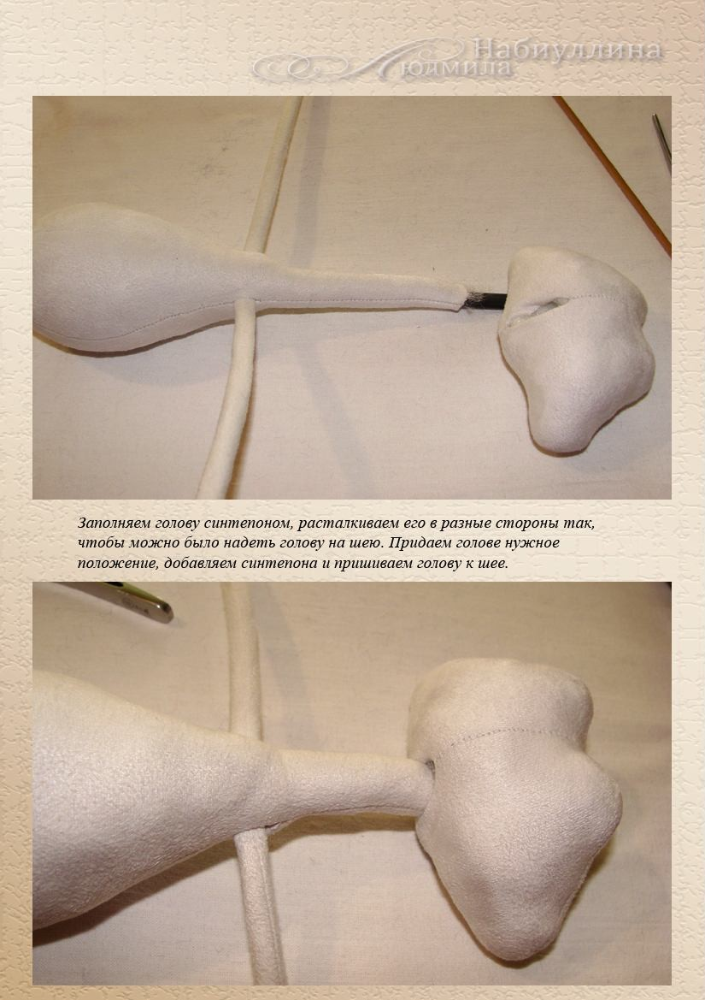 Набиуллина
Людмила
Заполняем голову синтепоном, расталкиваем его в разные стороны так,
чтобы можно было надеть голову на шею. Придаем голове нужное
положение, добавляем синтепона и пришиваем голову к шее.